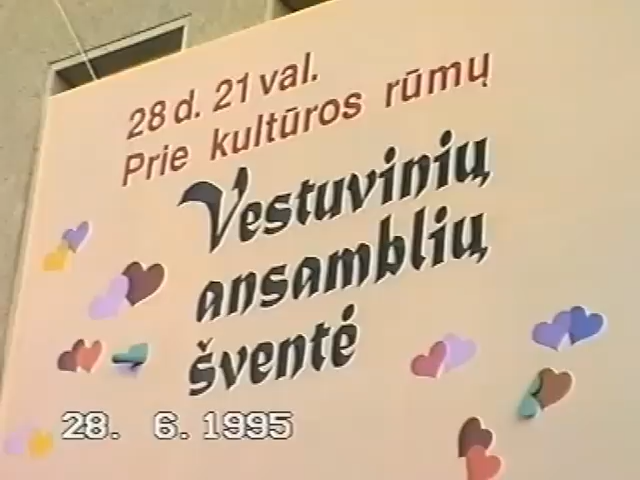 28 d. 21 val.
Prie kultūros rūmų
Vestuvinių
ansamblių
šventė
28. 6. 1995